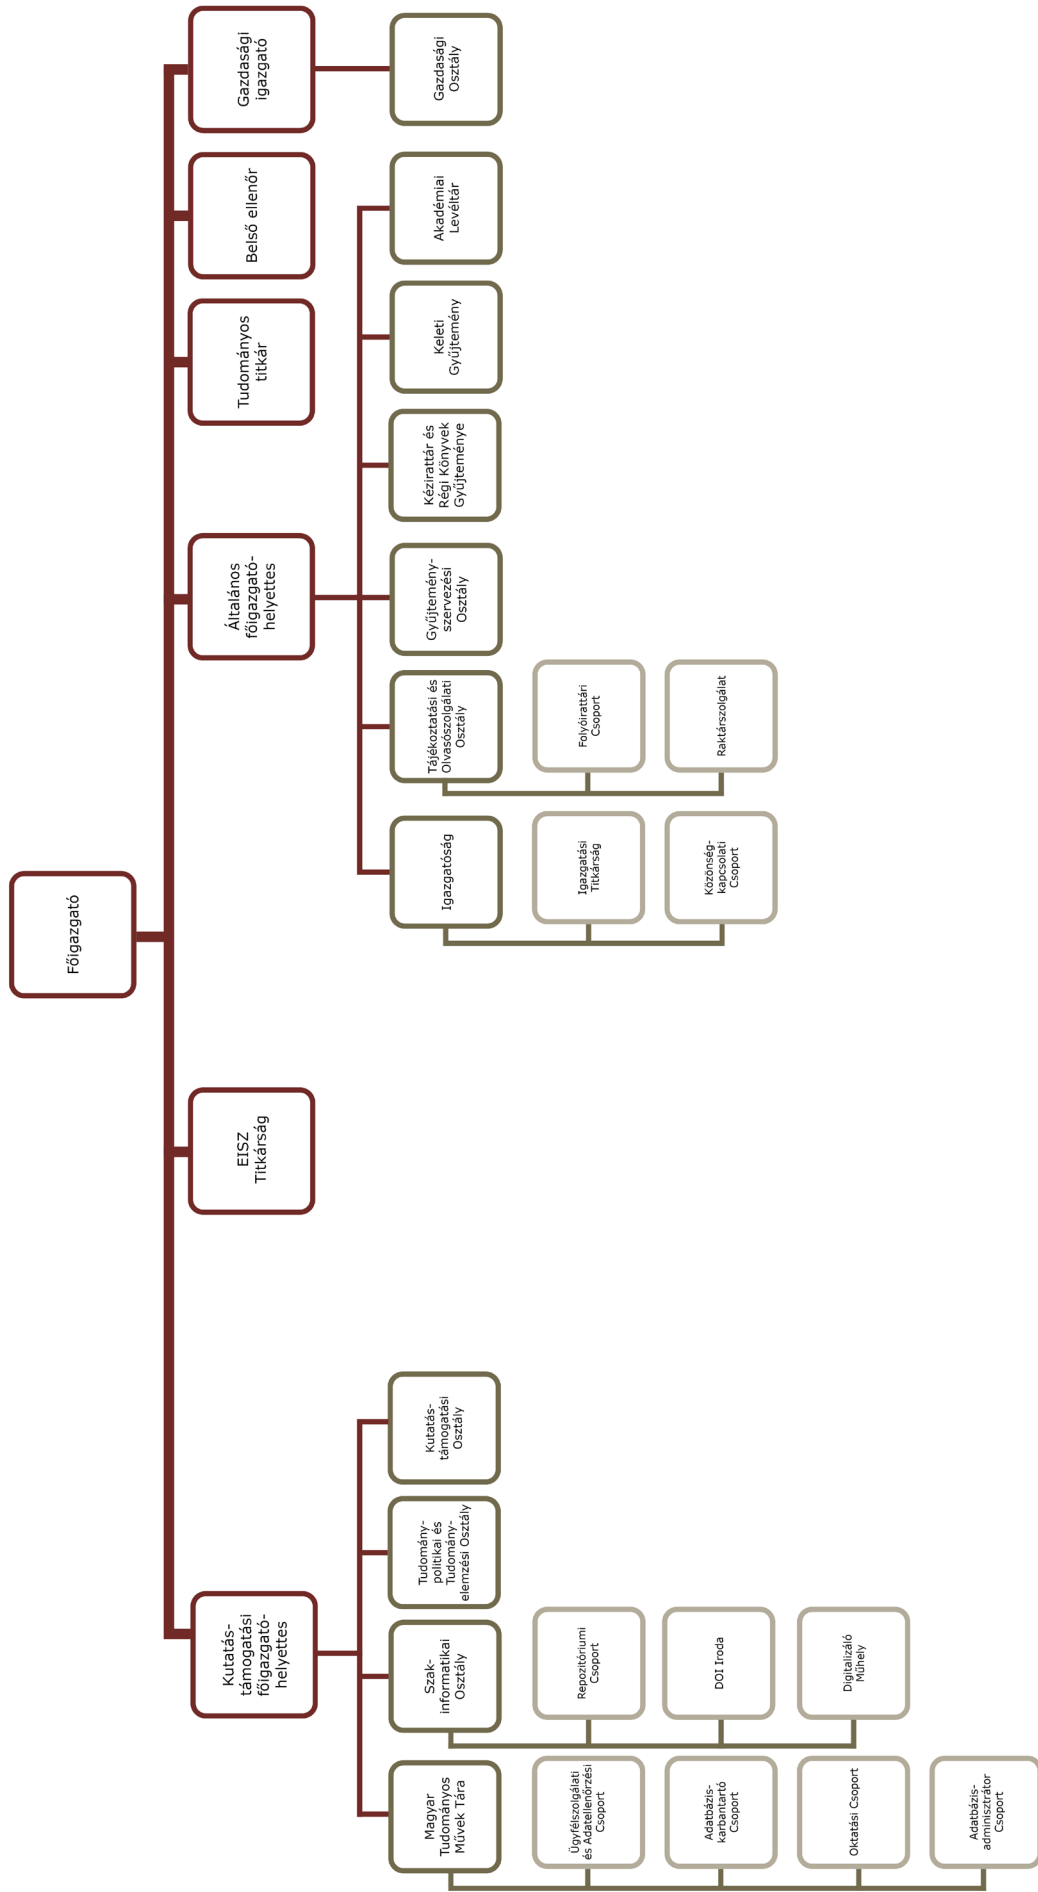 Főigazgató
Kutatás-
támogatási
főigazgató-
helyettes
EISZ
Titkárság
Általános
főigazgató-
helyettes
Tudományos
titkár
Belső ellenőr
Gazdasági
igazgató
Magyar
Tudományos
Művek Tára
Szak-
informatikai
Osztály
Tudomány-
politikai és
Tudomány-
elemzési Osztály
Kutatás-
támogatási
Osztály
Igazgatóság
Tájékoztatási és
Olvasószolgálati
Osztály
Gyűjtemény-
szervezési
Osztály
Kézirattár és
Régi Könyvek
Gyűjteménye
Keleti
Gyűjtemény
Akadémiai
Levéltár
Gazdasági
Osztály
Ügyfélszolgálati
és Adatellenőrzési
Csoport
Repozitóriumi
Csoport
Igazgatási
Titkárság
Folyóirattári
Csoport
Adatbázis-
karbantartó
Csoport
DOI Iroda
Közönség-
kapcsolati
Csoport
Raktárszolgálat
Oktatási Csoport
Digitalizáló
Műhely
Adatbázis-
adminisztrátor
Csoport